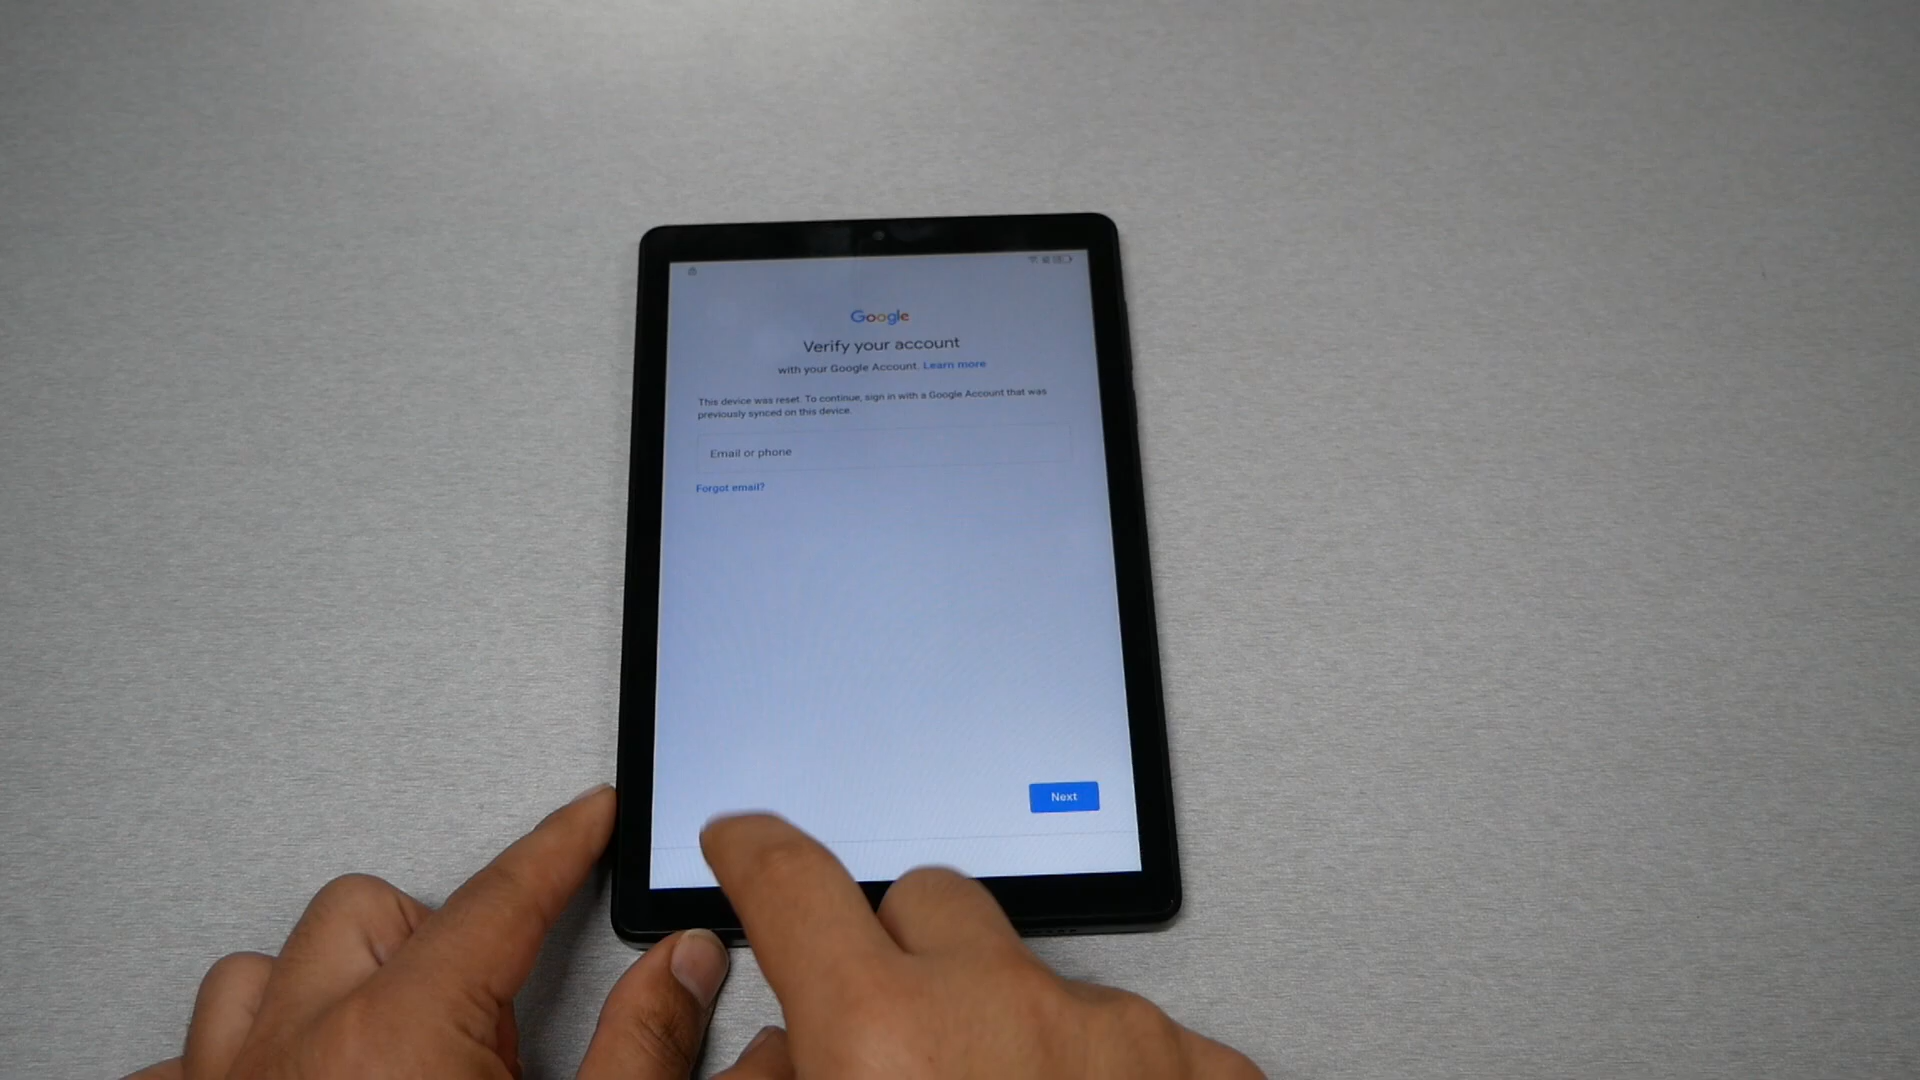 Google
Verify your account
with your Google Account. Learn more
This device was reset. To continue, sign in with a Google Account that was
previously synced on this device.
Email or phone
Forgot email?
Next